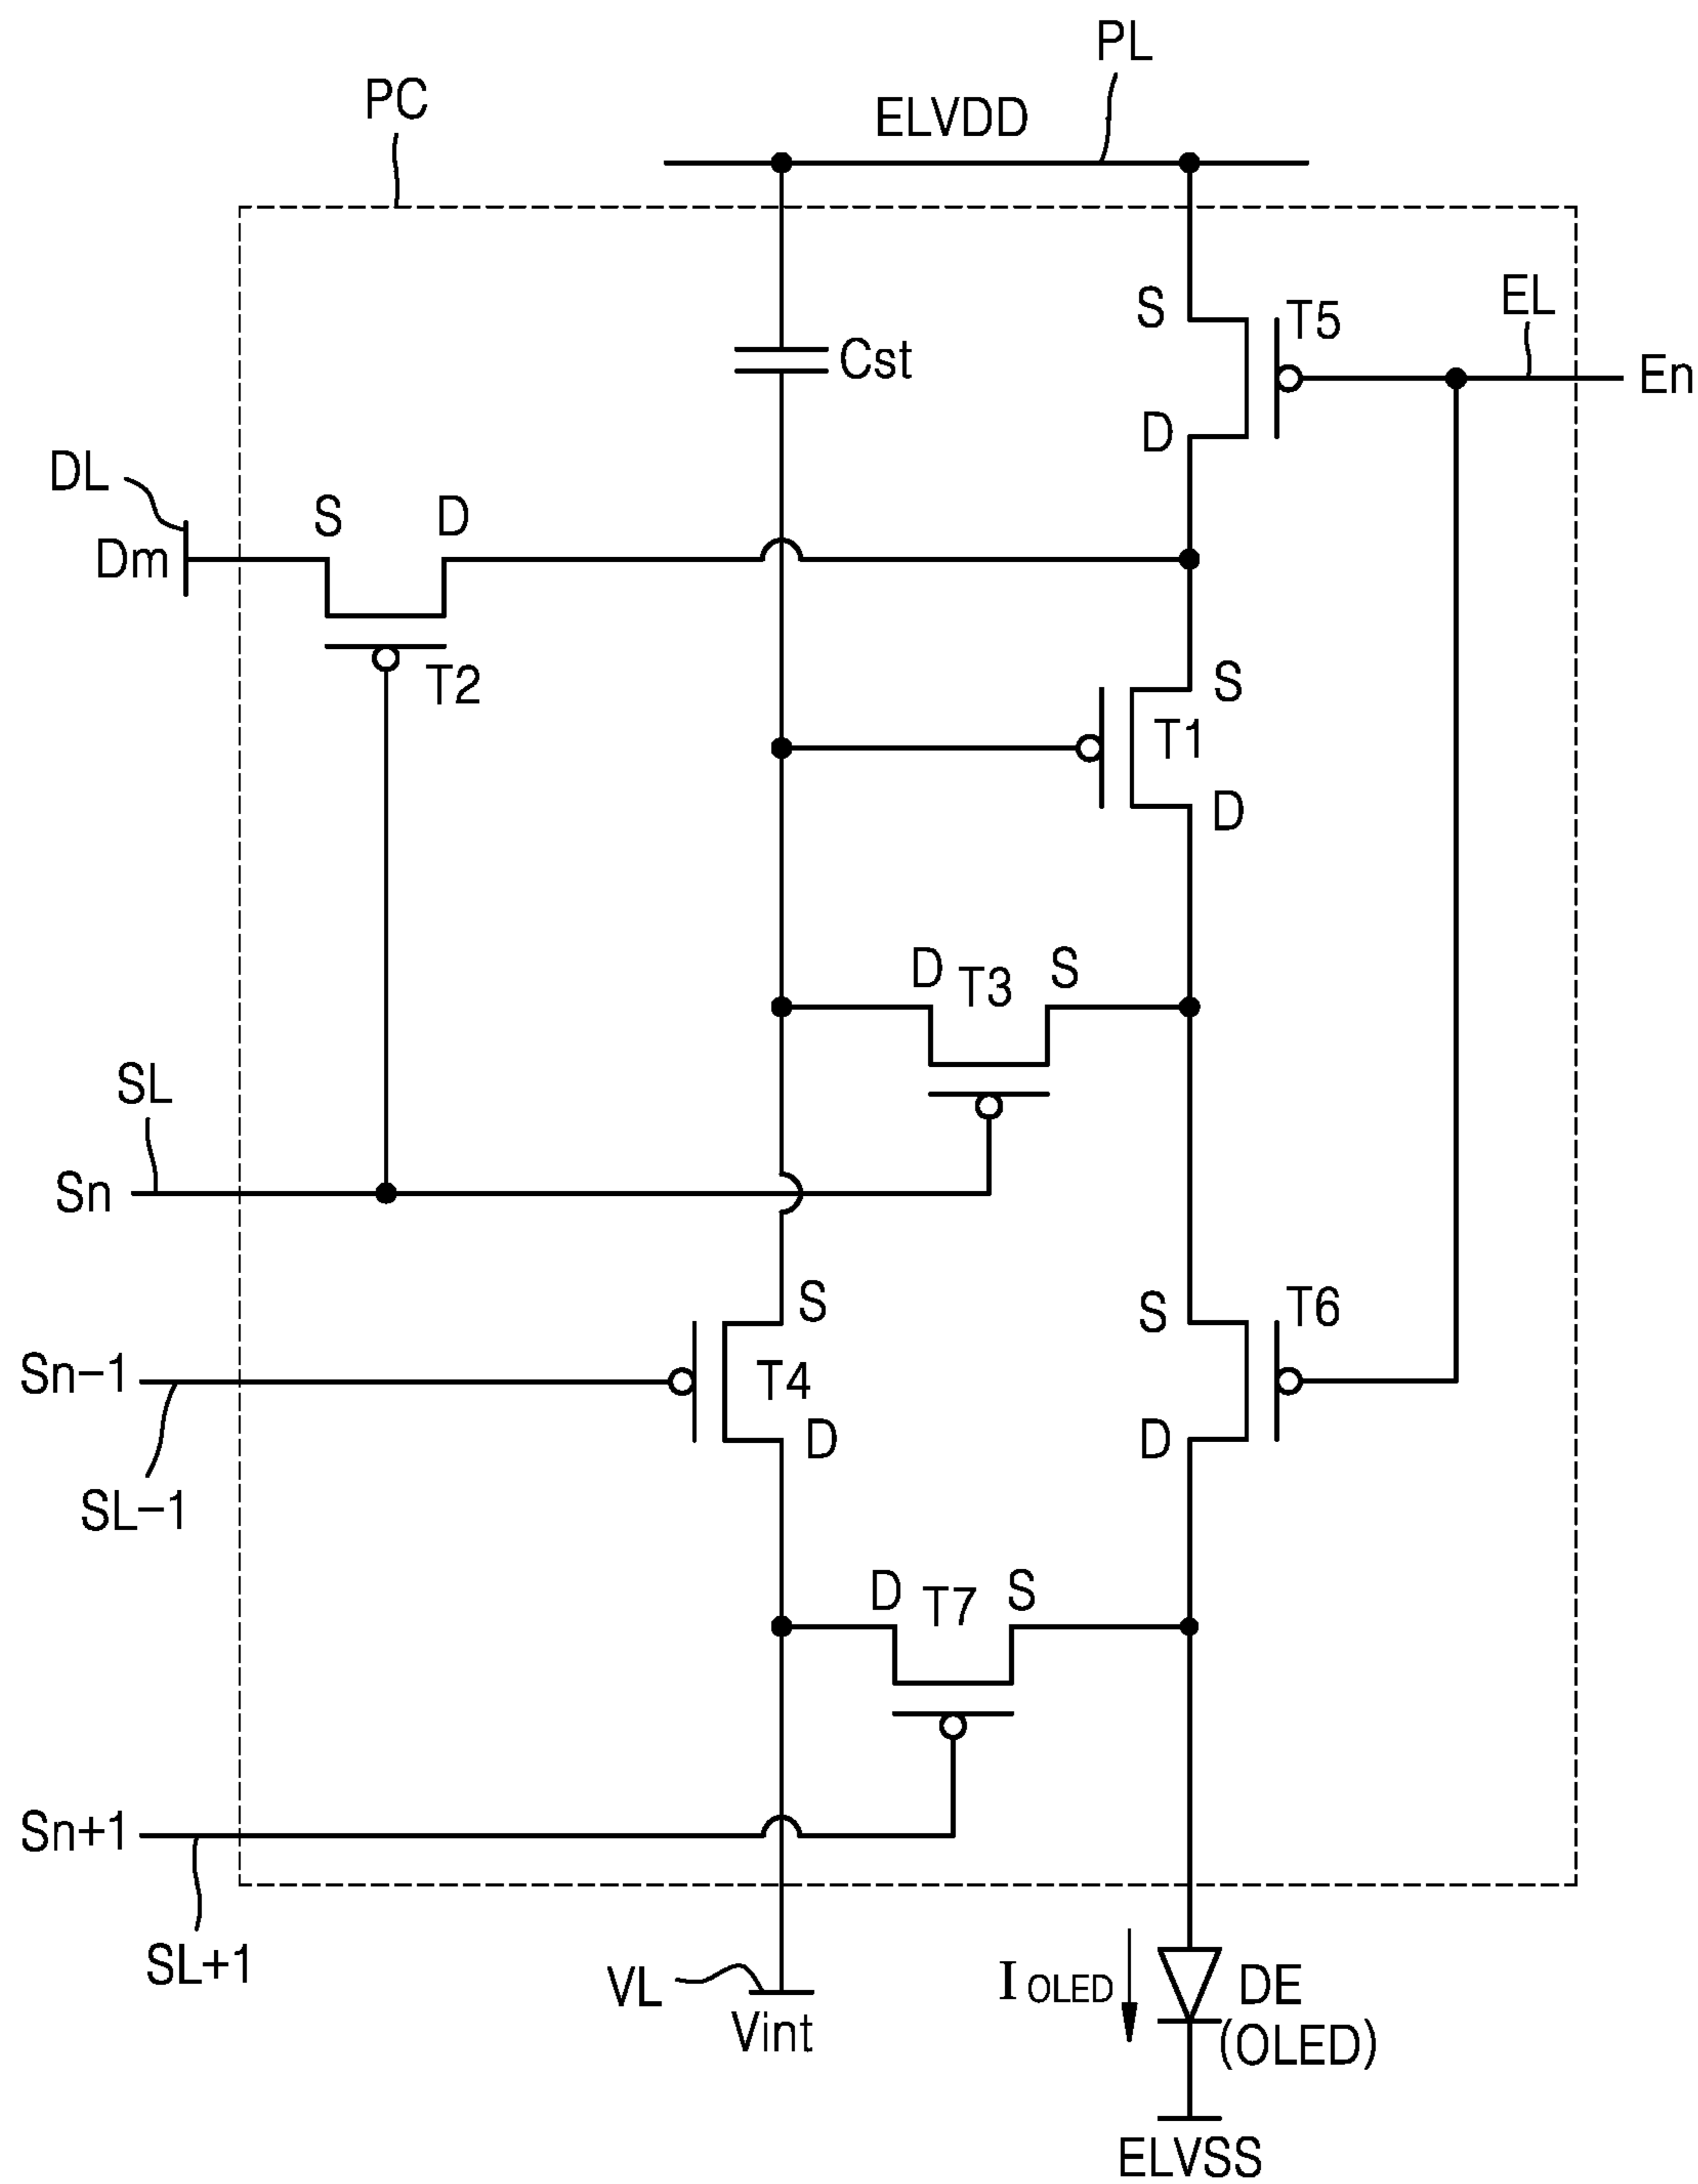 PL
PC
ELVDD
S
T5
EL
En
Cst
D
DL
S
D
Dm
T2
S
T1
D
D
T3
S
SL
Sn
S
S
T6
Sn−1
T4
D
D
SL−1
D
T7
S
Sn+1
SL+1
VL
Vint
I OLED
DE
(OLED)
ELVSS